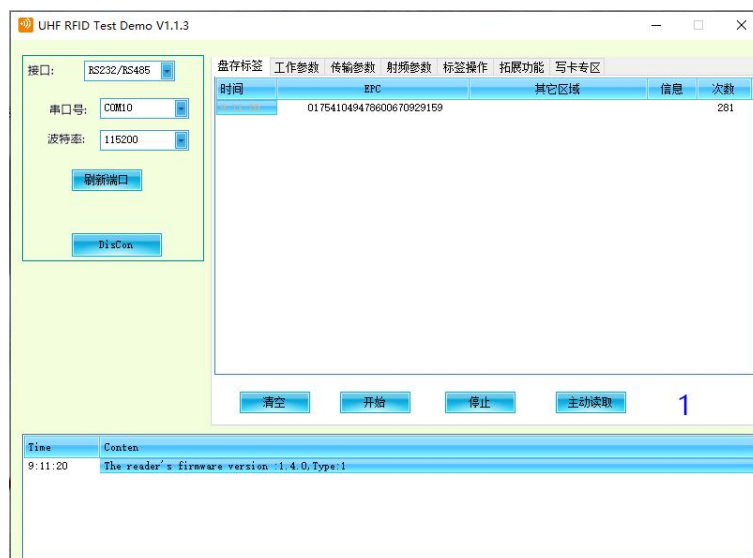 UHF RFID Test Demo V1.1.3
接口: RS232/RS485
串口号: COM10
波特率: 115200
刷新端口
DisCon
盘存标签 工作参数 传输参数 射频参数 标签操作 拓展功能 写卡专区
时间 EPC 其它区域 信息 次数
017541049478600670929159 281
清空 开始 停止 主动读取 1
Time Conten
9:11:20 The reader's firmware version :1.4.0,Type:1